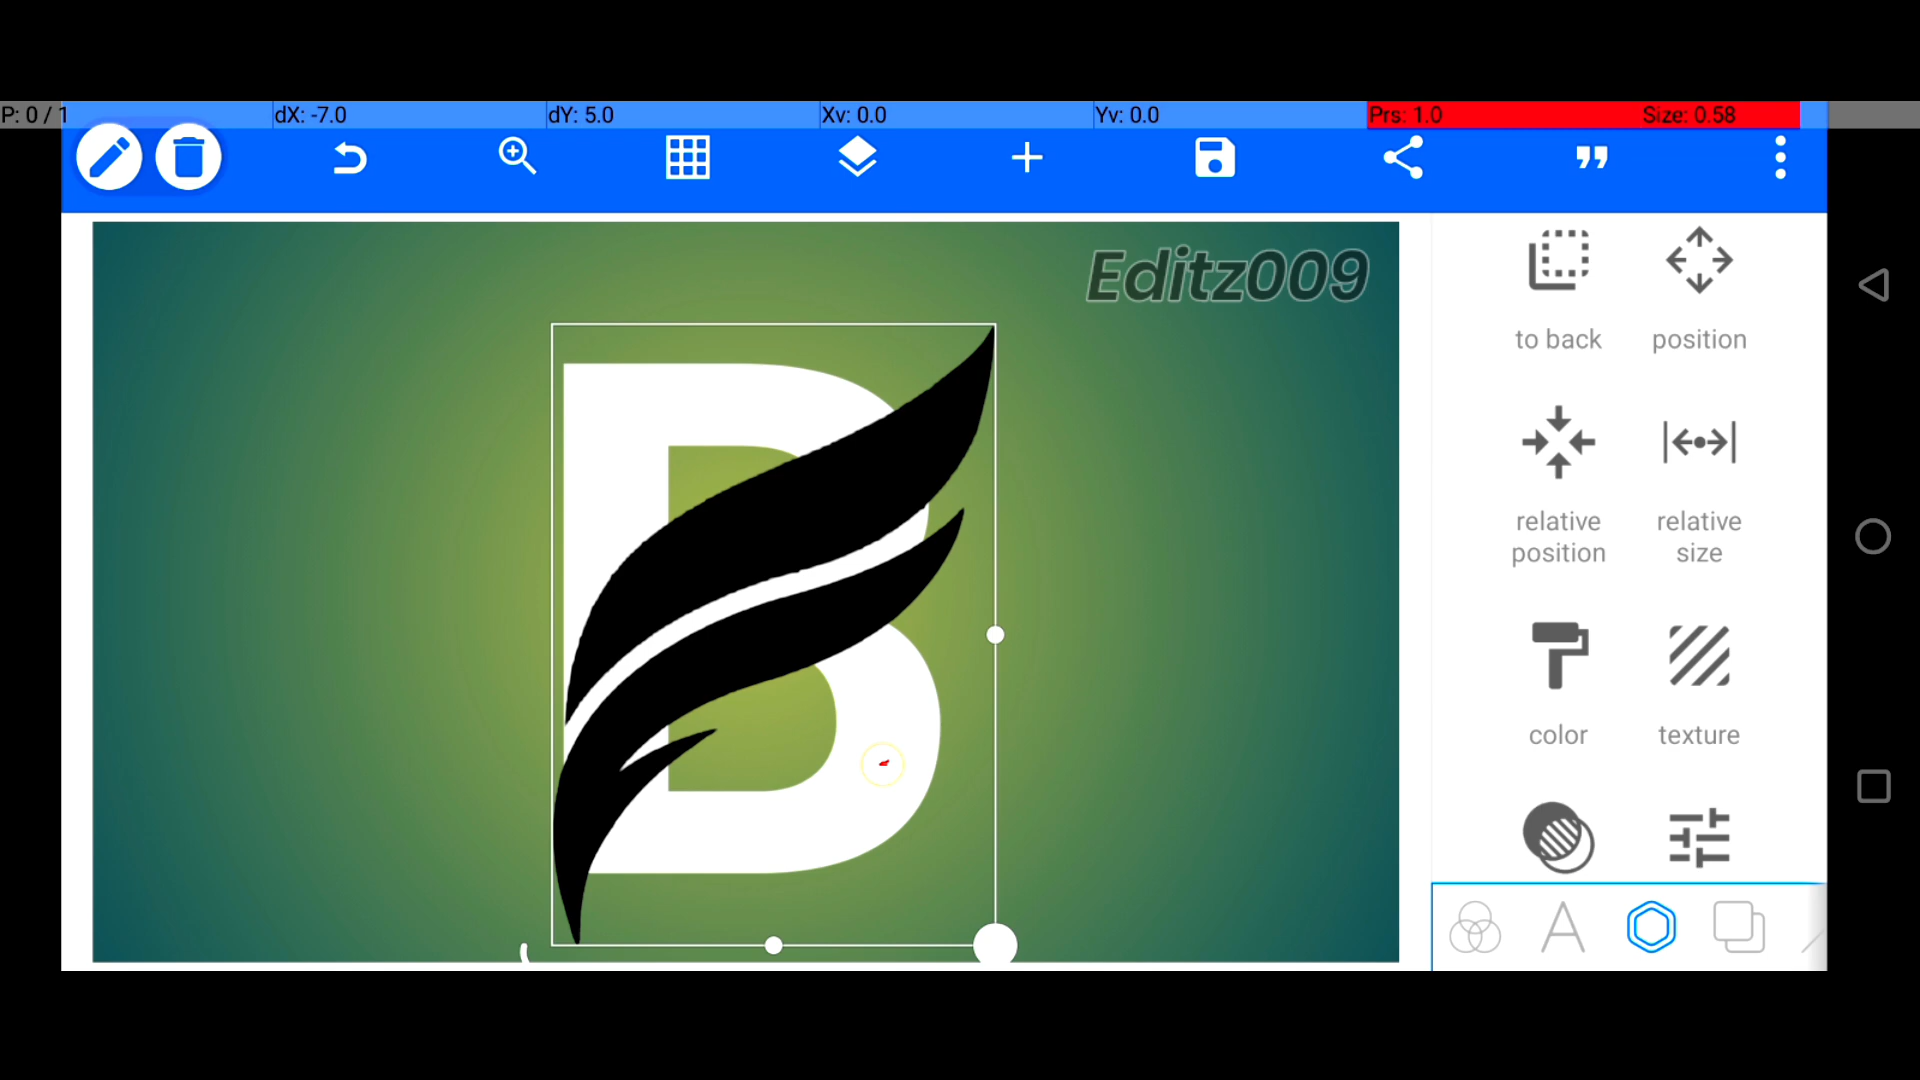 P: 0 / 1 dX: -7.0 dY: 5.0 Xv: 0.0 Yv: 0.0 Prs: 1.0 Size: 0.58
Editz009
B
to back position
relative position relative size
color texture